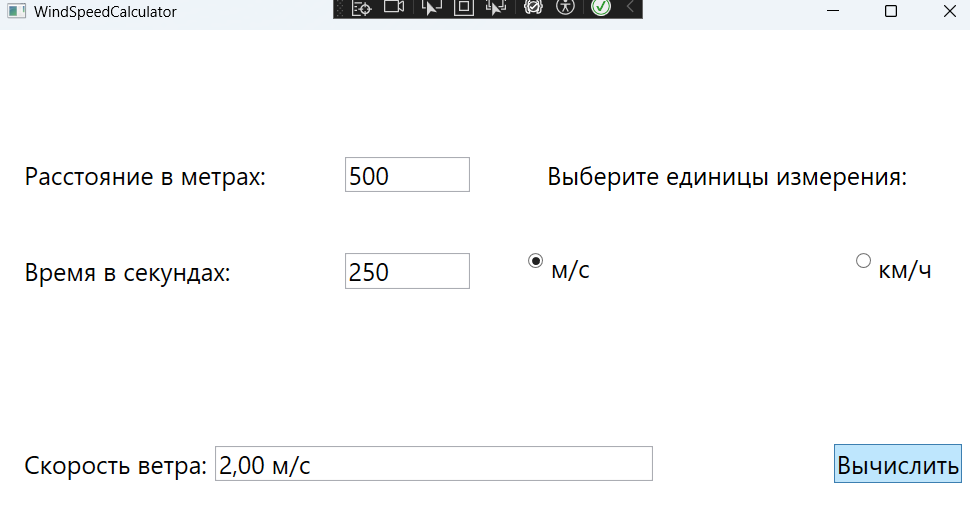 WindSpeedCalculator
Расстояние в метрах: 500 Выберите единицы измерения:
Время в секундах: 250 м/с км/ч
Скорость ветра: 2,00 м/с Вычислить